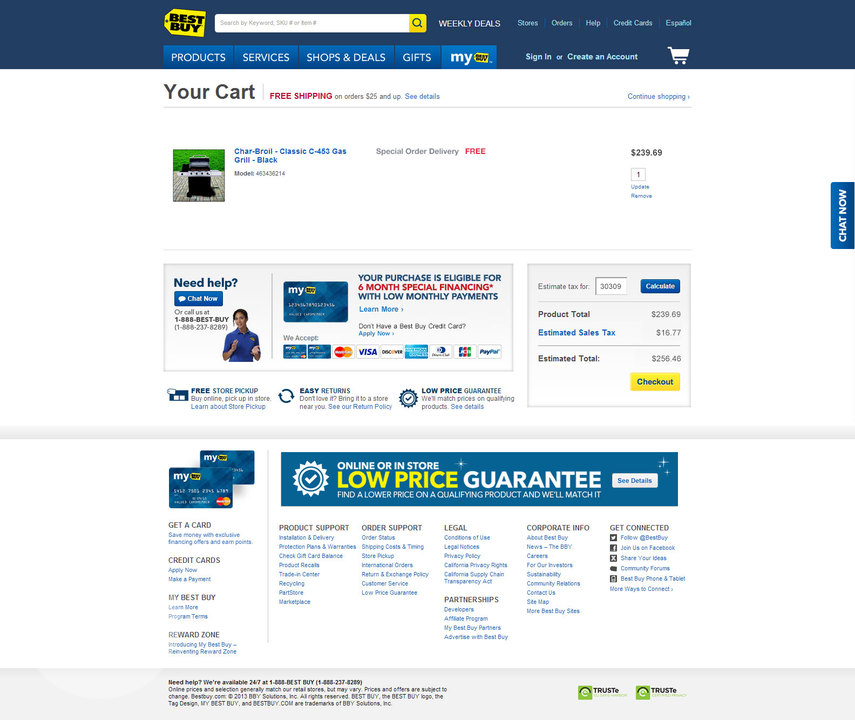 BEST BUY
Search by Keyword, SKU # or Item #
WEEKLY DEALS
Stores
Orders
Help
Credit Cards
Español
PRODUCTS
SERVICES
SHOPS & DEALS
GIFTS
my BEST BUY
Sign In or Create an Account
Your Cart
FREE SHIPPING on orders $25 and up. See details
Continue shopping ›
Char-Broil - Classic C-453 Gas
Grill - Black
Model: 463436214
Special Order Delivery FREE
$239.69
1
Update
Remove
CHAT NOW
Need help?
Chat Now
Or call us at
1-888-BEST-BUY
(1-888-237-8289)
YOUR PURCHASE IS ELIGIBLE FOR
6 MONTH SPECIAL FINANCING*
WITH LOW MONTHLY PAYMENTS
Learn More ›
Don't Have a Best Buy Credit Card?
Apply Now ›
We Accept:
VISA
DISCOVER
JCB
PayPal
Estimate tax for: 30309 Calculate
Product Total $239.69
Estimated Sales Tax $16.77
Estimated Total: $256.46
Checkout
FREE STORE PICKUP
Buy online, pick up in store.
Learn about Store Pickup
EASY RETURNS
Don't love it? Bring it to a store
near you. See our Return Policy
LOW PRICE GUARANTEE
We'll match prices on qualifying
products. See details
ONLINE OR IN STORE
LOW PRICE GUARANTEE
FIND A LOWER PRICE ON A QUALIFYING PRODUCT AND WE'LL MATCH IT
See Details
GET A CARD
Save money with exclusive
financing offers and earn points.
CREDIT CARDS
Apply Now
Make a Payment
MY BEST BUY
Learn More
Program Terms
REWARD ZONE
Introducing My Best Buy –
Reinventing Reward Zone
PRODUCT SUPPORT
Installation & Delivery
Protection Plans & Warranties
Check Gift Card Balance
Product Recalls
Trade-in Center
Recycling
PartStore
Marketplace
ORDER SUPPORT
Order Status
Shipping Costs & Timing
Store Pickup
International Orders
Return & Exchange Policy
Customer Service
Low Price Guarantee
LEGAL
Conditions of Use
Legal Notices
Privacy Policy
California Privacy Rights
California Supply Chain
Transparency Act
PARTNERSHIPS
Developers
Affiliate Program
My Best Buy Partners
Advertise with Best Buy
CORPORATE INFO
About Best Buy
News – The BBY
Careers
For Our Investors
Sustainability
Community Relations
Contact Us
Site Map
More Best Buy Sites
GET CONNECTED
Follow @BestBuy
Join Us on Facebook
Share Your Ideas
Community Forums
Best Buy Phone & Tablet
More Ways to Connect ›
Need help? We're available 24/7 at 1-888-BEST BUY (1-888-237-8289)
Online prices and selection generally match our retail stores, but may vary. Prices and offers are subject to
change. Bestbuy.com: © 2013 BBY Solutions, Inc. All rights reserved. BEST BUY, the BEST BUY logo, the
Tag Design, MY BEST BUY, and BESTBUY.COM are trademarks of BBY Solutions, Inc.
TRUSTe
TRUSTe